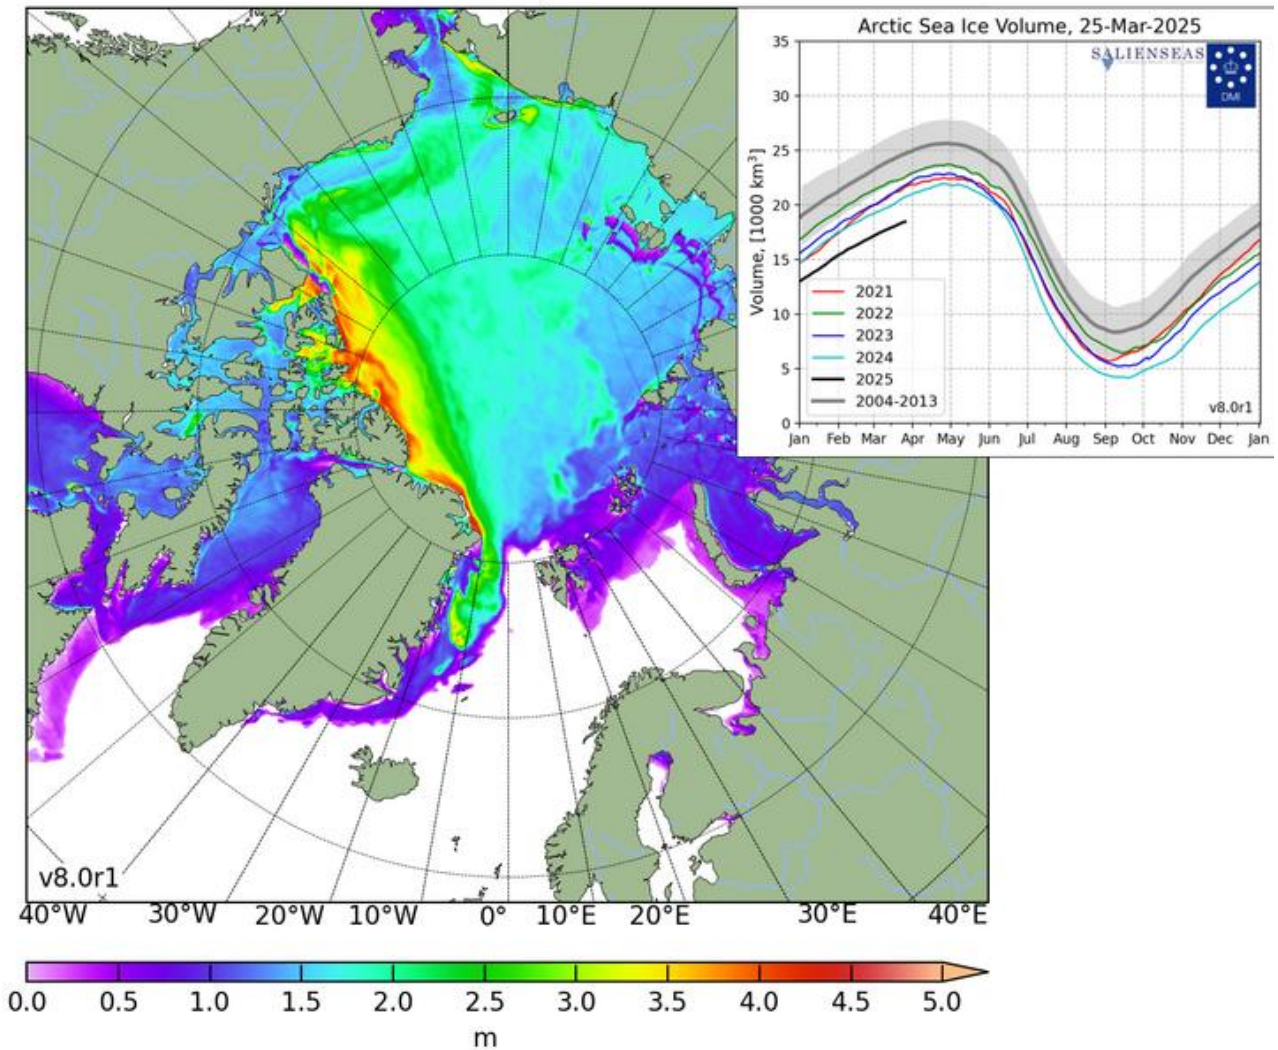 Arctic Sea Ice Volume, 25-Mar-2025
SALIENSEAS
DMI
Volume, [1000 km³]
35
30
25
20
15
10
5
0
2021
2022
2023
2024
2025
2004-2013
v8.0r1
Jan Feb Mar Apr May Jun Jul Aug Sep Oct Nov Dec Jan
v8.0r1
40°W 30°W 20°W 10°W 0° 10°E 20°E 30°E 40°E
0.0 0.5 1.0 1.5 2.0 2.5 3.0 3.5 4.0 4.5 5.0
m